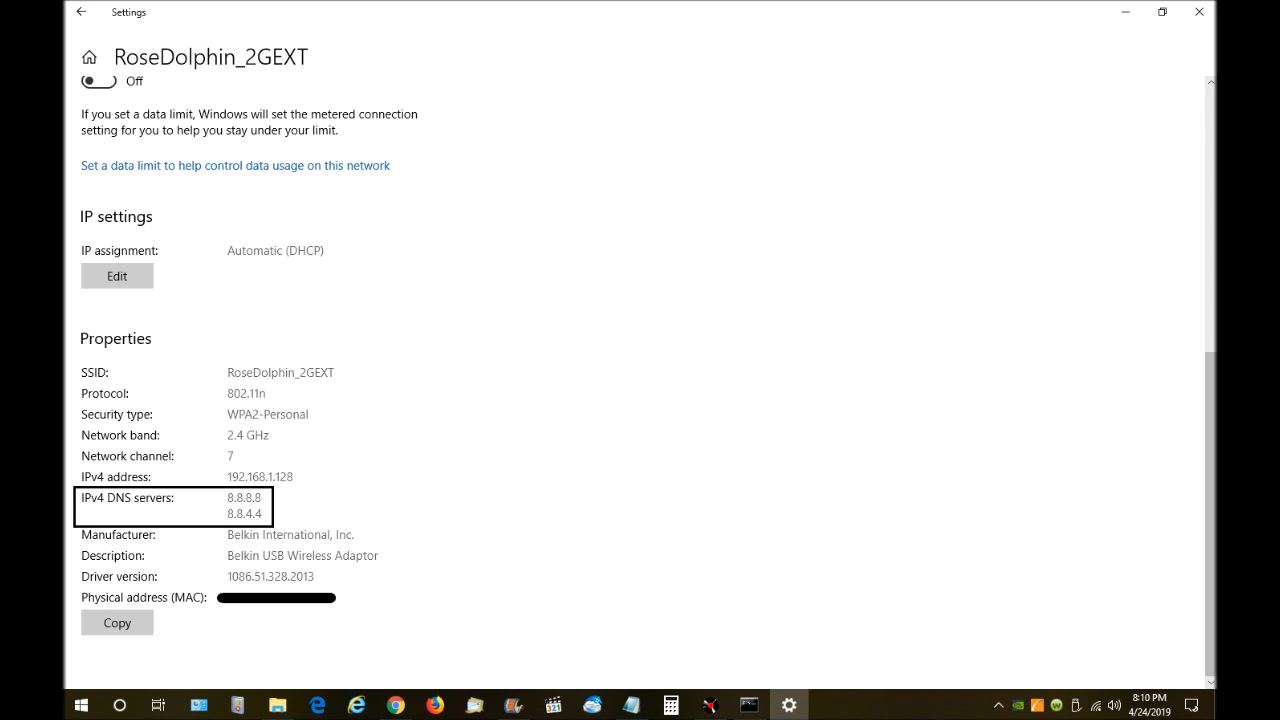 Settings
RoseDolphin_2GEXT
Off
If you set a data limit, Windows will set the metered connection
setting for you to help you stay under your limit.
Set a data limit to help control data usage on this network
IP settings
IP assignment: Automatic (DHCP)
Edit
Properties
SSID: RoseDolphin_2GEXT
Protocol: 802.11n
Security type: WPA2-Personal
Network band: 2.4 GHz
Network channel: 7
IPv4 address: 192.168.1.128
IPv4 DNS servers: 8.8.8.8
8.8.4.4
Manufacturer: Belkin International, Inc.
Description: Belkin USB Wireless Adaptor
Driver version: 1086.51.328.2013
Physical address (MAC):
Copy
8:10 PM
4/24/2019